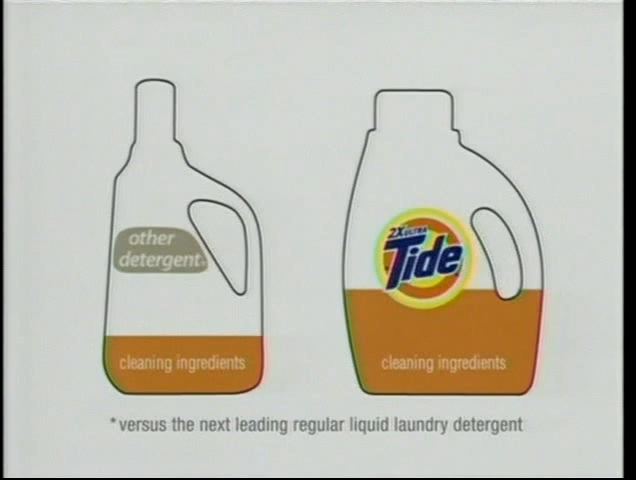 other
detergent
2X ULTRA
Tide
cleaning ingredients
cleaning ingredients
*versus the next leading regular liquid laundry detergent